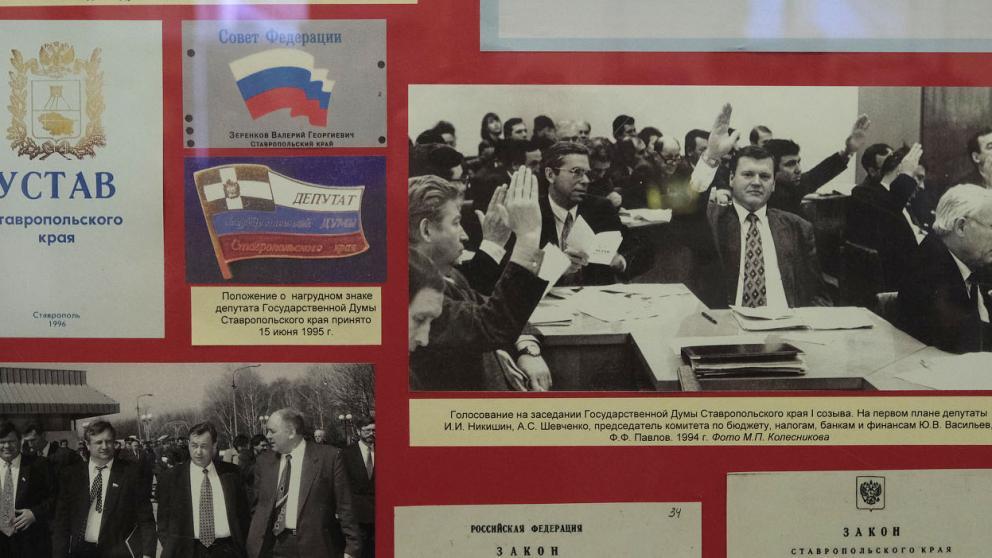 УСТАВ
Ставропольского
края
Ставрополь
1996
Совет Федерации
Зеренков Валерий Георгиевич
Ставропольский край
ДЕПУТАТ
Государственной ДУМЫ
Ставропольского края
Положение о нагрудном знаке
депутата Государственной Думы
Ставропольского края принято
15 июня 1995 г.
Голосование на заседании Государственной Думы Ставропольского края I созыва. На первом плане депутаты
И.И. Никишин, А.С. Шевченко, председатель комитета по бюджету, налогам, банкам и финансам Ю.В. Васильев,
Ф.Ф. Павлов. 1994 г. Фото М.П. Колесникова
34
РОССИЙСКАЯ ФЕДЕРАЦИЯ
ЗАКОН
ЗАКОН
СТАВРОПОЛЬСКОГО КРАЯ